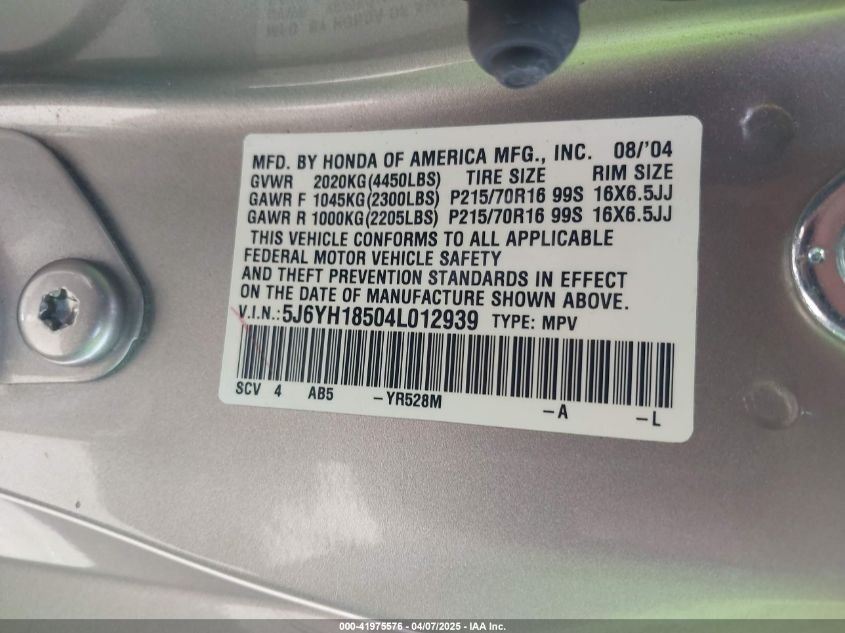 MFD. BY HONDA OF AMERICA MFG., INC. 08/'04
GVWR 2020KG(4450LBS) TIRE SIZE RIM SIZE
GAWR F 1045KG(2300LBS) P215/70R16 99S 16X6.5JJ
GAWR R 1000KG(2205LBS) P215/70R16 99S 16X6.5JJ
THIS VEHICLE CONFORMS TO ALL APPLICABLE
FEDERAL MOTOR VEHICLE SAFETY
AND THEFT PREVENTION STANDARDS IN EFFECT
ON THE DATE OF MANUFACTURE SHOWN ABOVE.
V.I.N.:5J6YH18504L012939 TYPE: MPV
SCV 4 AB5 -YR528M -A -L
000-41975576 - 04/07/2025 - IAA Inc.